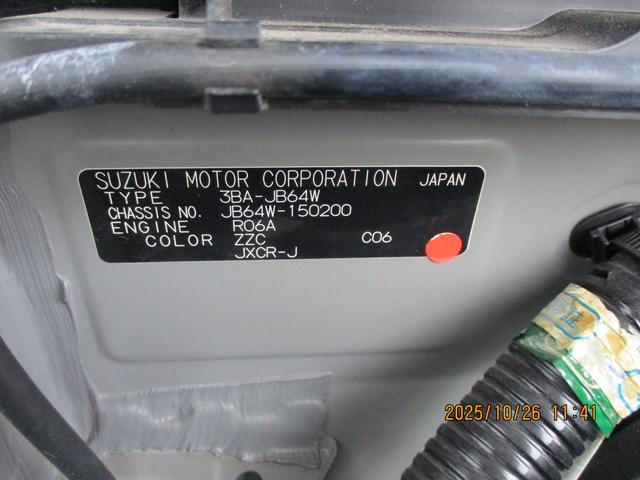 SUZUKI MOTOR CORPORATION JAPAN
TYPE 3BA-JB64W
CHASSIS NO. JB64W-150200
ENGINE R06A
COLOR ZZC C06
JXCR-J
2025/10/26 11:41